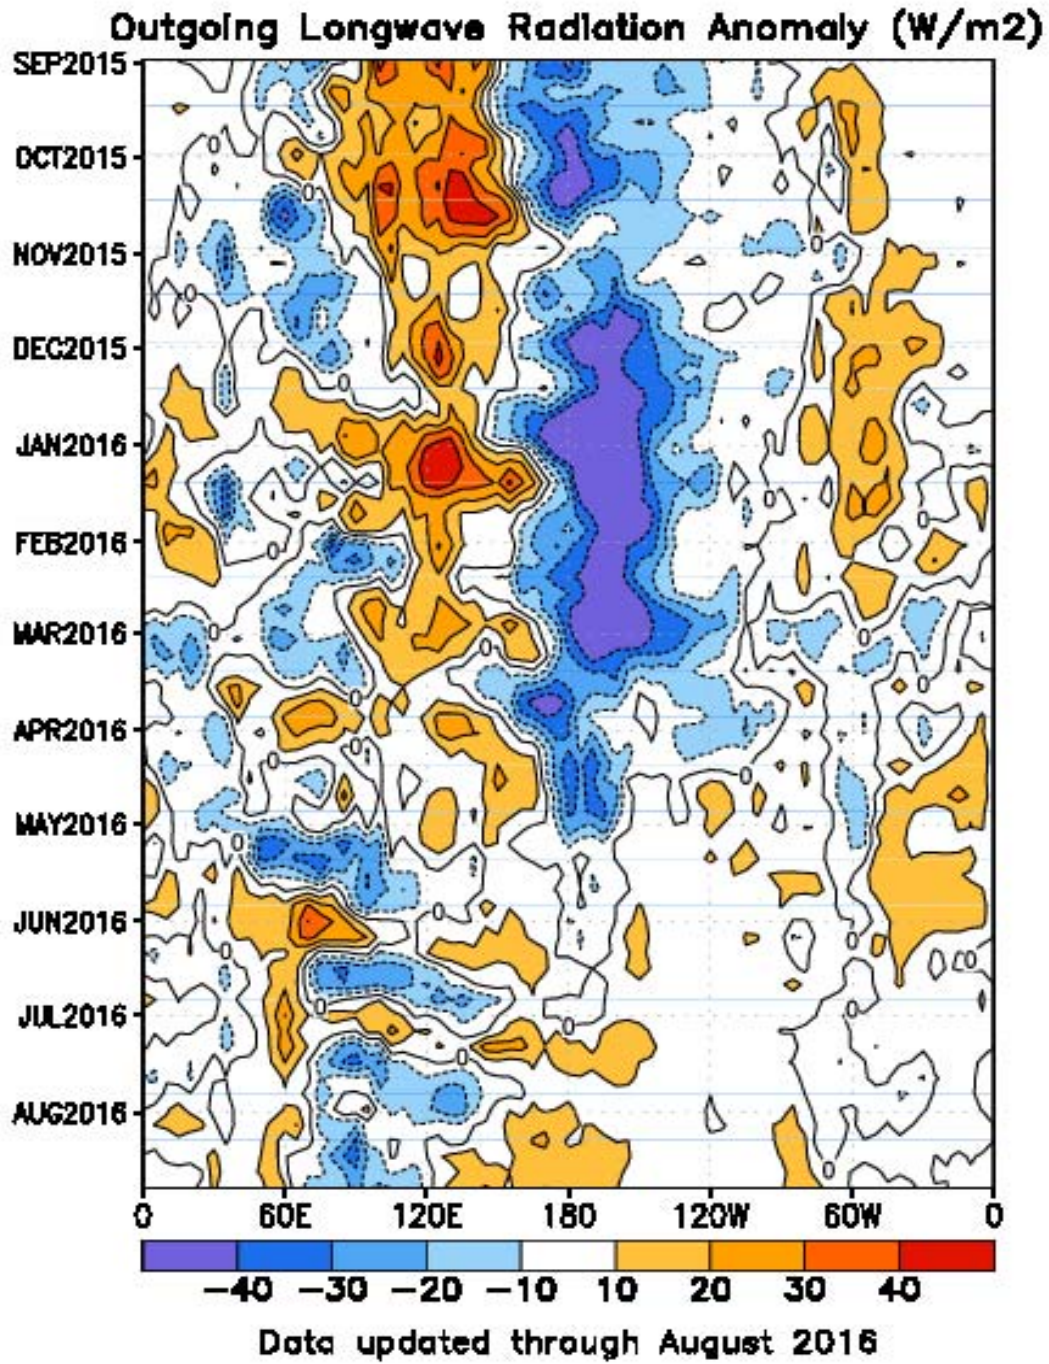 Outgoing Longwave Radiation Anomaly (W/m2)
SEP2015
OCT2015
NOV2015
DEC2015
JAN2016
FEB2016
MAR2016
APR2016
MAY2016
JUN2016
JUL2016
AUG2016
0 60E 120E 180 120W 60W 0
-40 -30 -20 -10 10 20 30 40
Data updated through August 2016